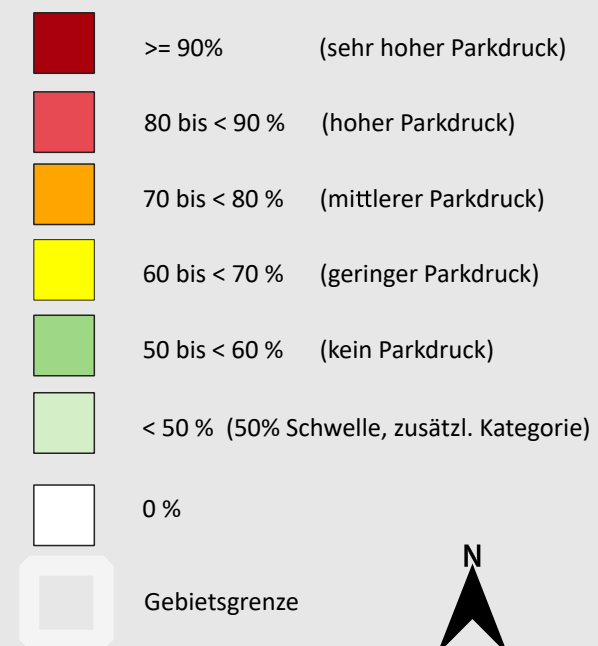 >= 90% (sehr hoher Parkdruck)
80 bis < 90 % (hoher Parkdruck)
70 bis < 80 % (mittlerer Parkdruck)
60 bis < 70 % (geringer Parkdruck)
50 bis < 60 % (kein Parkdruck)
< 50 % (50% Schwelle, zusätzl. Kategorie)
0 %
N
Gebietsgrenze